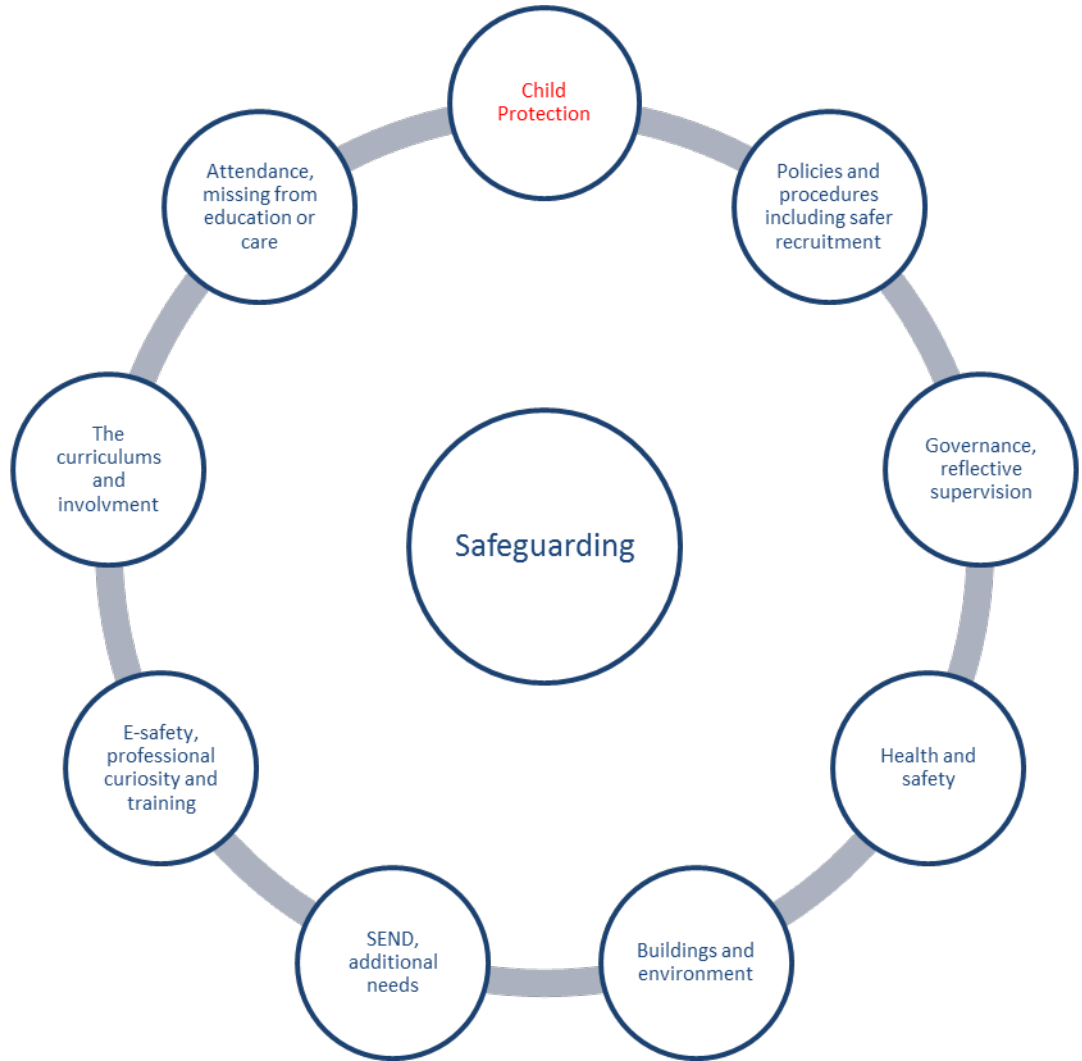 Child
Protection
Policies and
procedures
including safer
recruitment
Governance,
reflective
supervision
Health and
safety
Buildings and
environment
SEND,
additional
needs
E-safety,
professional
curiosity and
training
The
curriculums
and
involvment
Attendance,
missing from
education or
care
Safeguarding